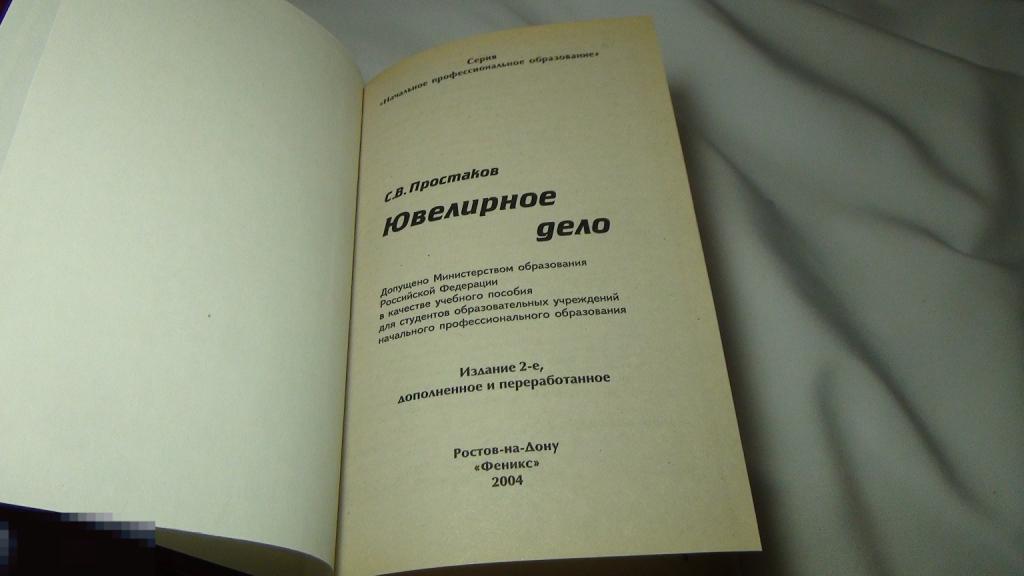 Серия
«Начальное профессиональное образование»
С.В. Простаков
Ювелирное
дело
Допущено Министерством образования
Российской Федерации
в качестве учебного пособия
для студентов образовательных учреждений
начального профессионального образования
Издание 2-е,
дополненное и переработанное
Ростов-на-Дону
«Феникс»
2004